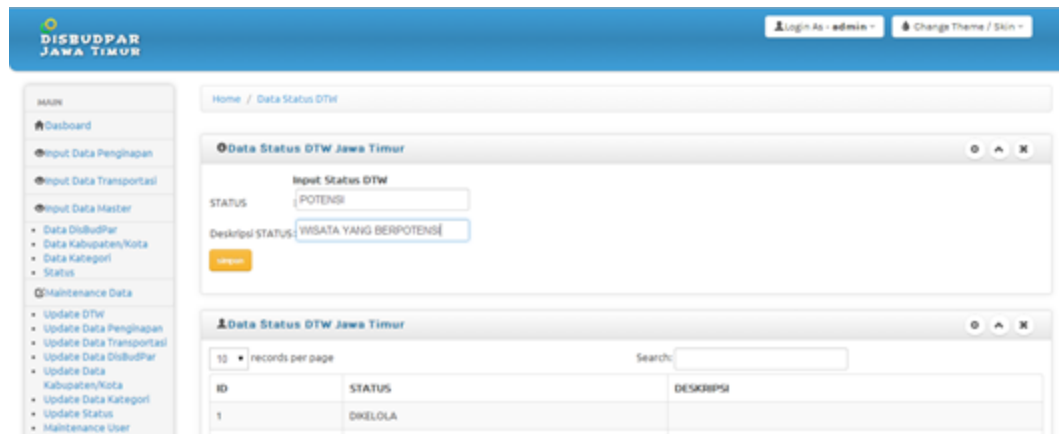 DISBUDPAR
JAWA TIMUR
Login As - admin
Change Theme / Skin
MAIN
Dasboard
Input Data Penginapan
Input Data Transportasi
Input Data Master
Data DisBudPar
Data Kabupaten/Kota
Data Kategori
Status
Maintenance Data
Update DTW
Update Data Penginapan
Update Data Transportasi
Update Data DisBudPar
Update Data
Kabupaten/Kota
Update Data Kategori
Update Status
Maintenance User
Home / Data Status DTW
Data Status DTW Jawa Timur
Input Status DTW
STATUS : POTENSI
Deskripsi STATUS: WISATA YANG BERPOTENSI
simpan
Data Status DTW Jawa Timur
10 records per page Search:
ID STATUS DESKRIPSI
1 DIKELOLA